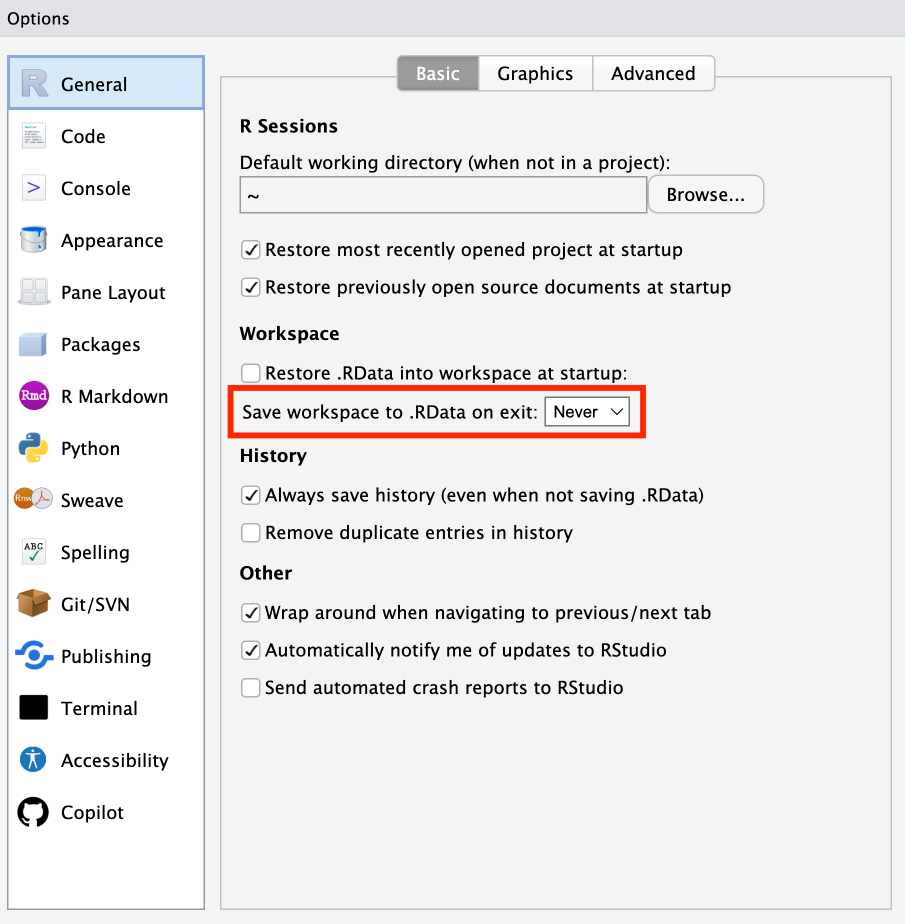 Options
General
Code
Console
Appearance
Pane Layout
Packages
Rmd
R Markdown
Python
Rnw
Sweave
ABC
Spelling
Git/SVN
Publishing
Terminal
Accessibility
Copilot
Basic
Graphics
Advanced
R Sessions
Default working directory (when not in a project):
~
Browse...
Restore most recently opened project at startup
Restore previously open source documents at startup
Workspace
Restore .RData into workspace at startup:
Save workspace to .RData on exit: Never
History
Always save history (even when not saving .RData)
Remove duplicate entries in history
Other
Wrap around when navigating to previous/next tab
Automatically notify me of updates to RStudio
Send automated crash reports to RStudio